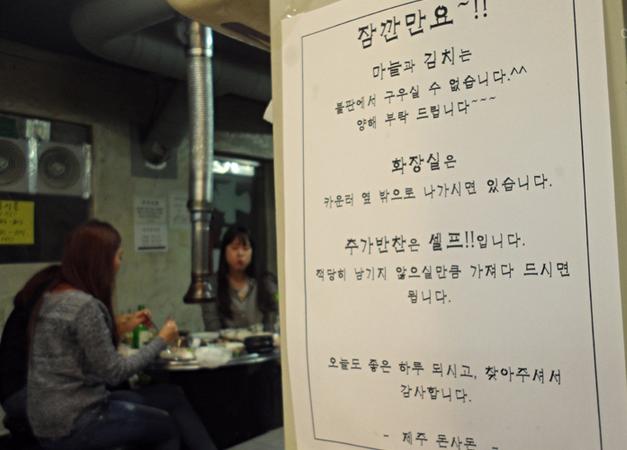 잠깐만요~!!
마늘과 김치는
불판에서 구우실 수 없습니다.^^
양해 부탁 드립니다~~~
화장실은
카운터 옆 밖으로 나가시면 있습니다.
추가반찬은 셀프!!입니다.
적당히 남기지 않으실만큼 가져다 드시면
됩니다.
오늘도 좋은 하루 되시고, 찾아주셔서
감사합니다.
- 제주 돈사돈 -